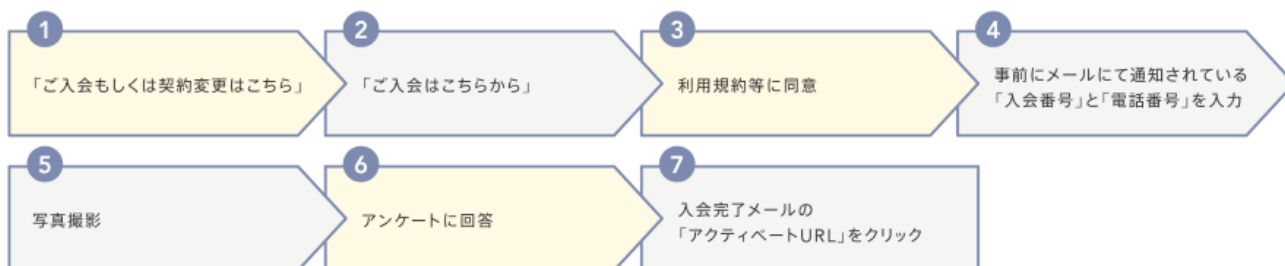 1
「ご入会もしくは契約変更はこちら」
2
「ご入会はこちらから」
3
利用規約等に同意
4
事前にメールにて通知されている
「入会番号」と「電話番号」を入力
5
写真撮影
6
アンケートに回答
7
入会完了メールの
「アクティベートURL」をクリック